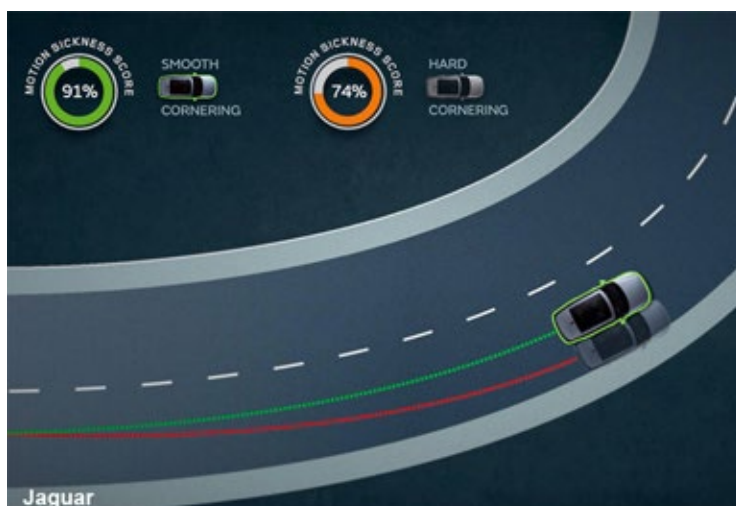 MOTION SICKNESS SCORE
91%
SMOOTH
CORNERING
MOTION SICKNESS SCORE
74%
HARD
CORNERING
Jaguar